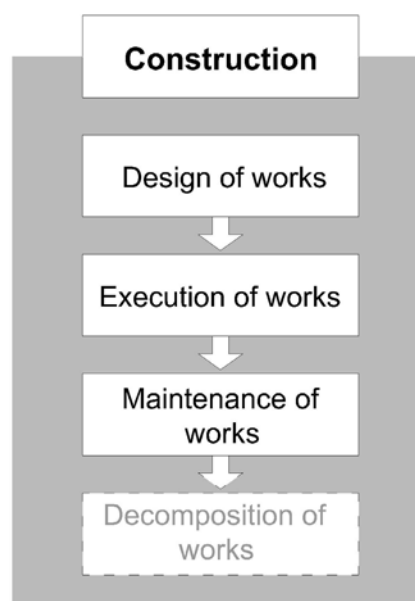 Construction
Design of works
Execution of works
Maintenance of
works
Decomposition of
works